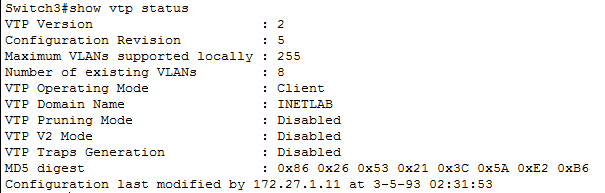 Switch3#show vtp status
VTP Version : 2
Configuration Revision : 5
Maximum VLANs supported locally : 255
Number of existing VLANs : 8
VTP Operating Mode : Client
VTP Domain Name : INETLAB
VTP Pruning Mode : Disabled
VTP V2 Mode : Disabled
VTP Traps Generation : Disabled
MD5 digest : 0x86 0x26 0x53 0x21 0x3C 0x5A 0xE2 0xB6
Configuration last modified by 172.27.1.11 at 3-5-93 02:31:53